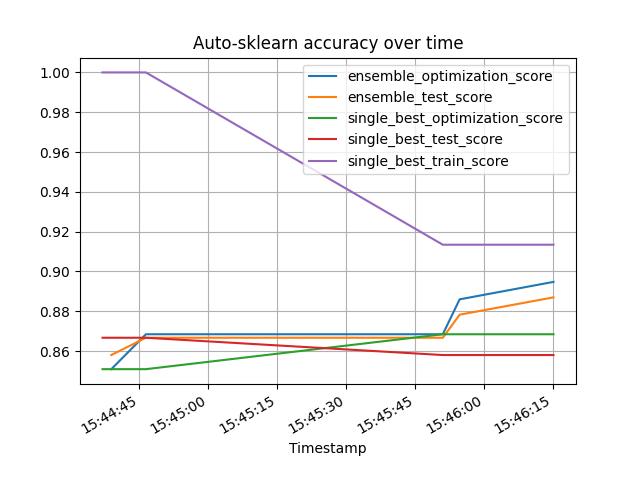 Auto-sklearn accuracy over time
1.00
0.98
0.96
0.94
0.92
0.90
0.88
0.86
ensemble_optimization_score
ensemble_test_score
single_best_optimization_score
single_best_test_score
single_best_train_score
15:44:45
15:45:00
15:45:15
15:45:30
15:45:45
15:46:00
15:46:15
Timestamp